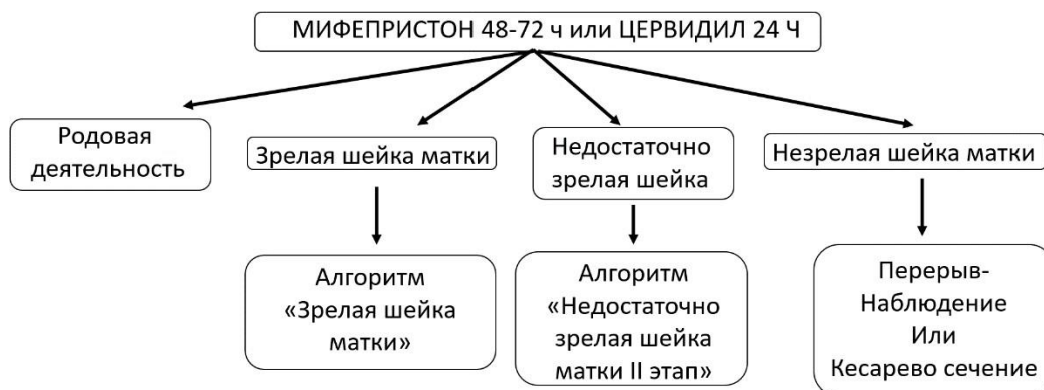 МИФЕПРИСТОН 48-72 ч или ЦЕРВИДИЛ 24 Ч
Родовая
деятельность
Зрелая шейка матки
Недостаточно
зрелая шейка
Незрелая шейка матки
Алгоритм
«Зрелая шейка
матки»
Алгоритм
«Недостаточно
зрелая шейка
матки II этап»
Перерыв-
Наблюдение
Или
Кесарево сечение